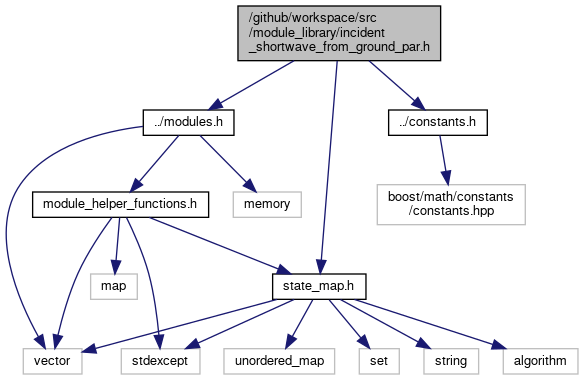 /github/workspace/src
/module_library/incident
_shortwave_from_ground_par.h
../modules.h
../constants.h
module_helper_functions.h
memory
boost/math/constants
/constants.hpp
map
state_map.h
vector
stdexcept
unordered_map
set
string
algorithm